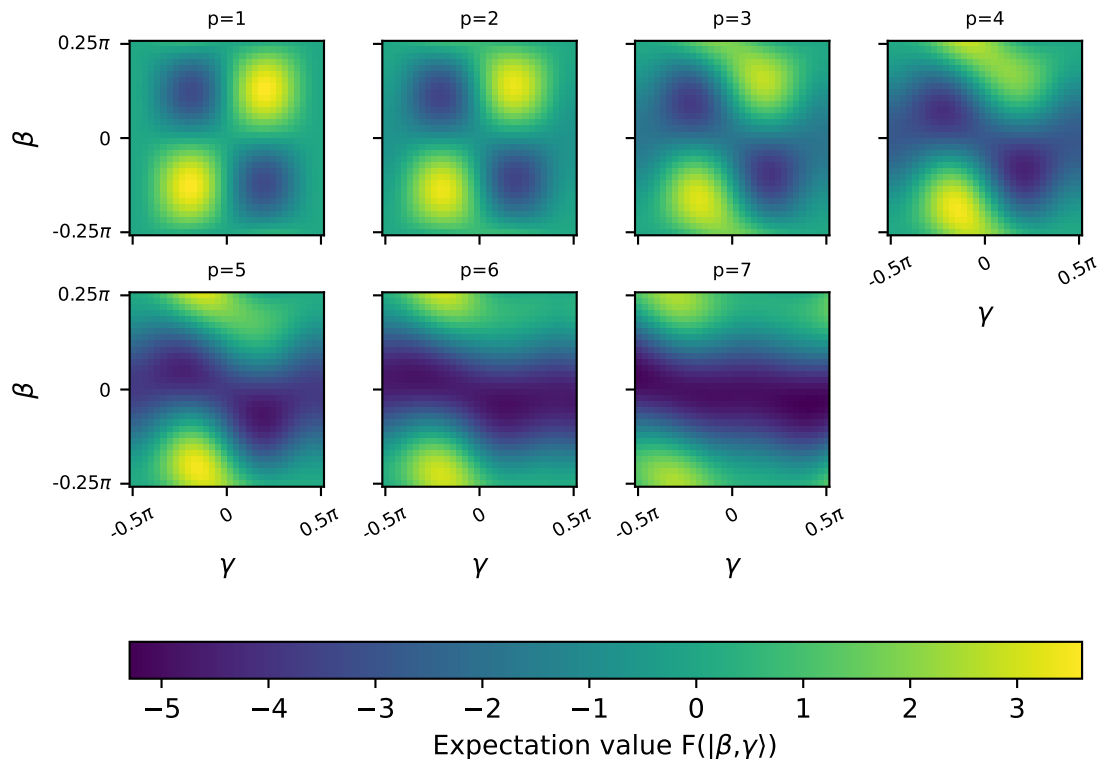 p=1 p=2 p=3 p=4
0.25π
0
-0.25π
β
-0.5π 0 0.5π
γ
p=5 p=6 p=7
0.25π
0
-0.25π
β
-0.5π 0 0.5π -0.5π 0 0.5π -0.5π 0 0.5π
γ γ γ
−5 −4 −3 −2 −1 0 1 2 3
Expectation value F(|β,γ⟩)